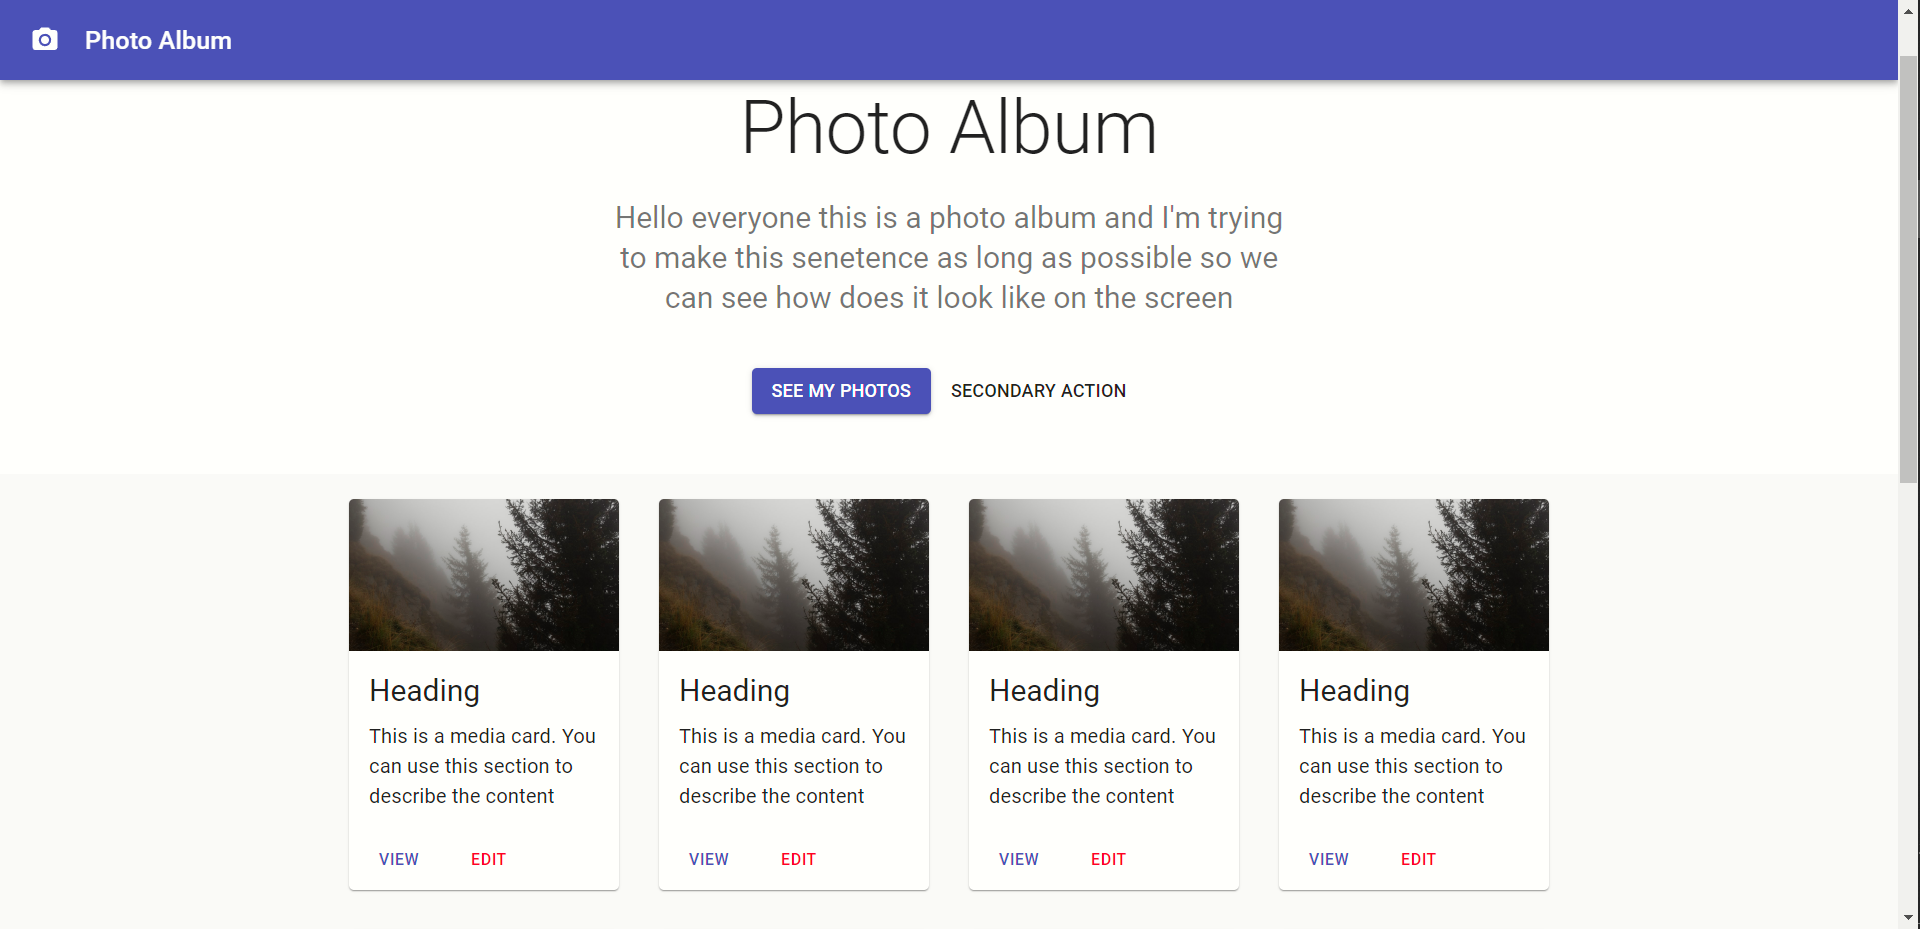 Photo Album
Photo Album
Hello everyone this is a photo album and I'm trying
to make this senetence as long as possible so we
can see how does it look like on the screen
SEE MY PHOTOS SECONDARY ACTION
Heading
This is a media card. You
can use this section to
describe the content
VIEW EDIT
Heading
This is a media card. You
can use this section to
describe the content
VIEW EDIT
Heading
This is a media card. You
can use this section to
describe the content
VIEW EDIT
Heading
This is a media card. You
can use this section to
describe the content
VIEW EDIT